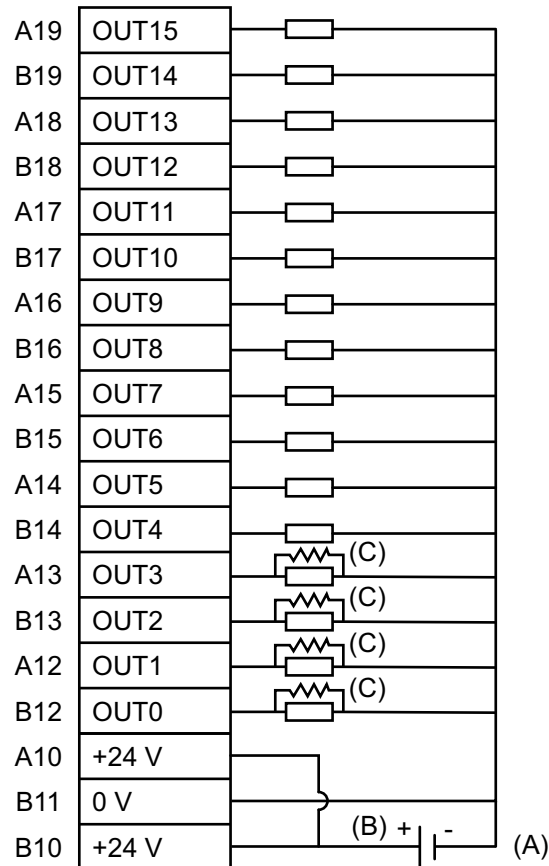 A19 OUT15
B19 OUT14
A18 OUT13
B18 OUT12
A17 OUT11
B17 OUT10
A16 OUT9
B16 OUT8
A15 OUT7
B15 OUT6
A14 OUT5
B14 OUT4
(C)
A13 OUT3
(C)
B13 OUT2
(C)
A12 OUT1
(C)
B12 OUT0
A10 +24 V
B11 0 V
B10 +24 V (B) + - (A)